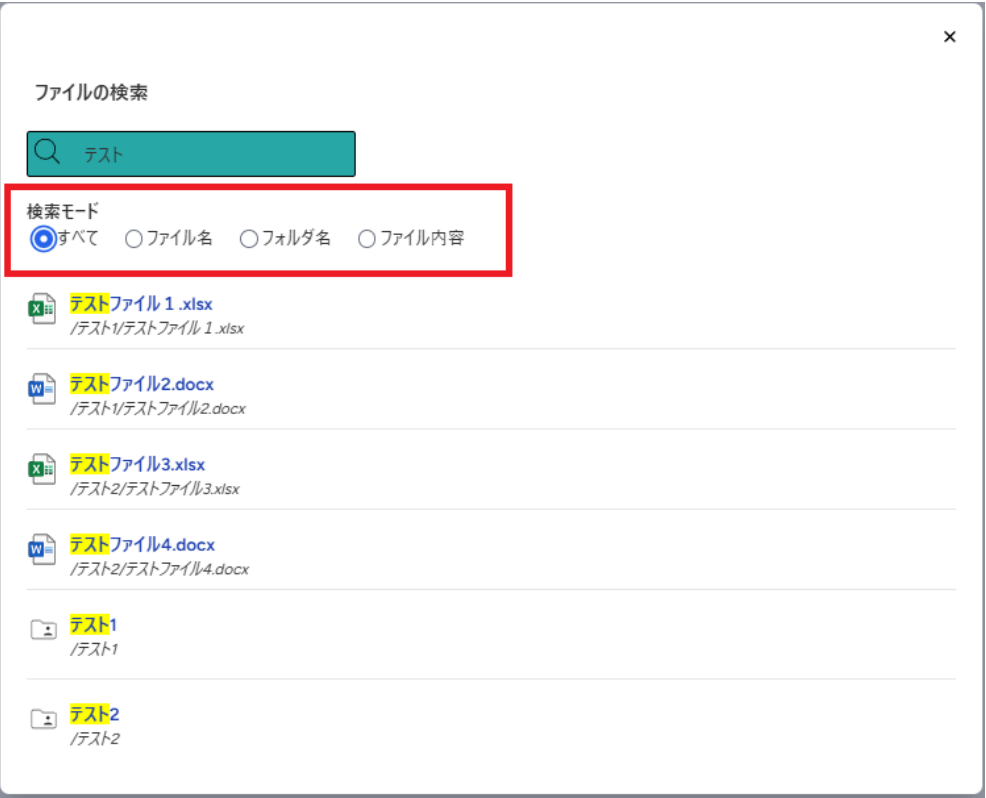 ×
ファイルの検索
テスト
検索モード
すべて ファイル名 フォルダ名 ファイル内容
テストファイル１.xlsx
/テスト1/テストファイル１.xlsx
テストファイル2.docx
/テスト1/テストファイル2.docx
テストファイル3.xlsx
/テスト2/テストファイル3.xlsx
テストファイル4.docx
/テスト2/テストファイル4.docx
テスト1
/テスト1
テスト2
/テスト2